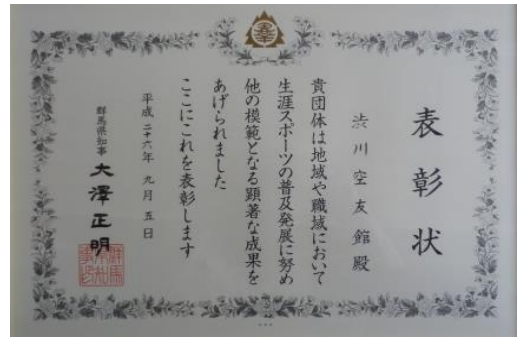 表彰状
渋川空友館殿
貴団体は地域や職域において
生涯スポーツの普及発展に努め
他の模範となる顕著な成果を
あげられました
ここにこれを表彰します
平成二十六年九月五日
群馬県知事 大澤正明